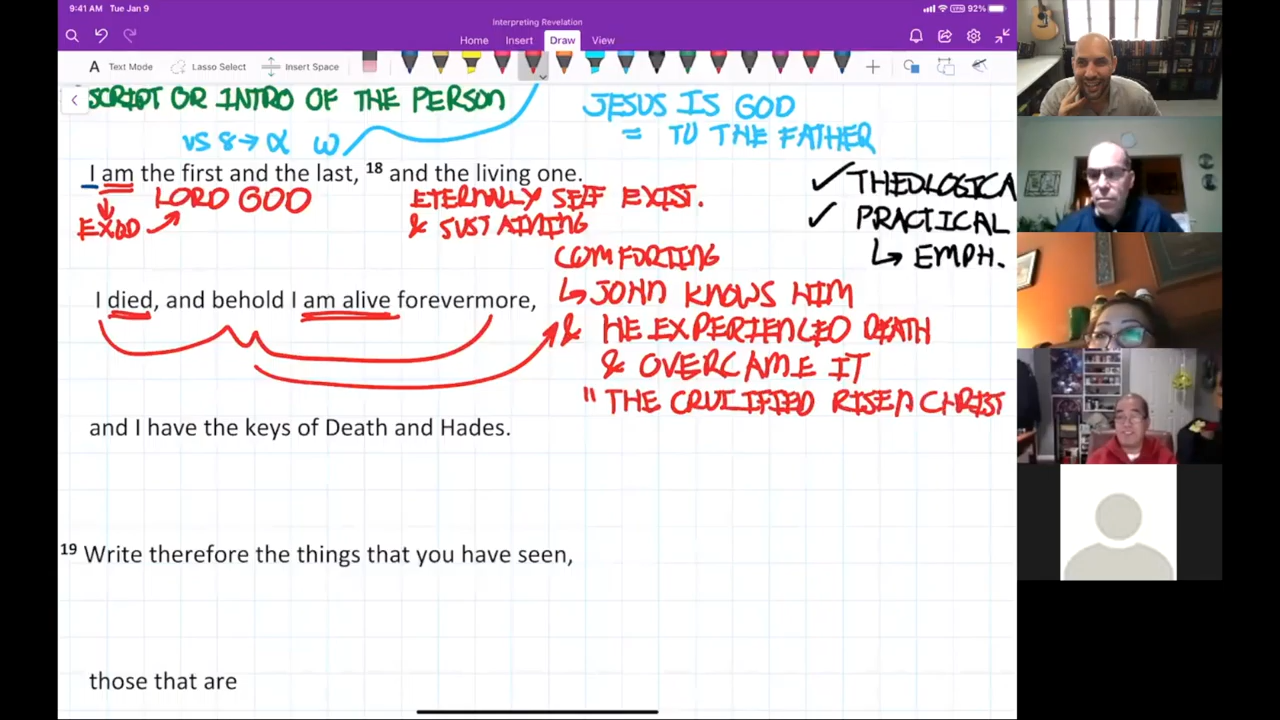 9:41 AM Tue Jan 9
92%
Interpreting Revelation
Home Insert Draw View
A Text Mode Lasso Select Insert Space
SCRIPT OR INTRO OF THE PERSON
JESUS IS GOD
= TO THE FATHER
VS 8 → α ω
I am the first and the last, 18 and the living one.
LORD GOD
EXOD
ETERNALLY SELF EXIST.
& SUSTAINING
✓ THEOLOGICA
✓ PRACTICAL
↳ EMPH.
COMFORTING
↳ JOHN KNOWS HIM
I died, and behold I am alive forevermore,
& HE EXPERIENCED DEATH
& OVERCAME IT
" THE CRUCIFIED RISEN CHRIST
and I have the keys of Death and Hades.
19 Write therefore the things that you have seen,
those that are